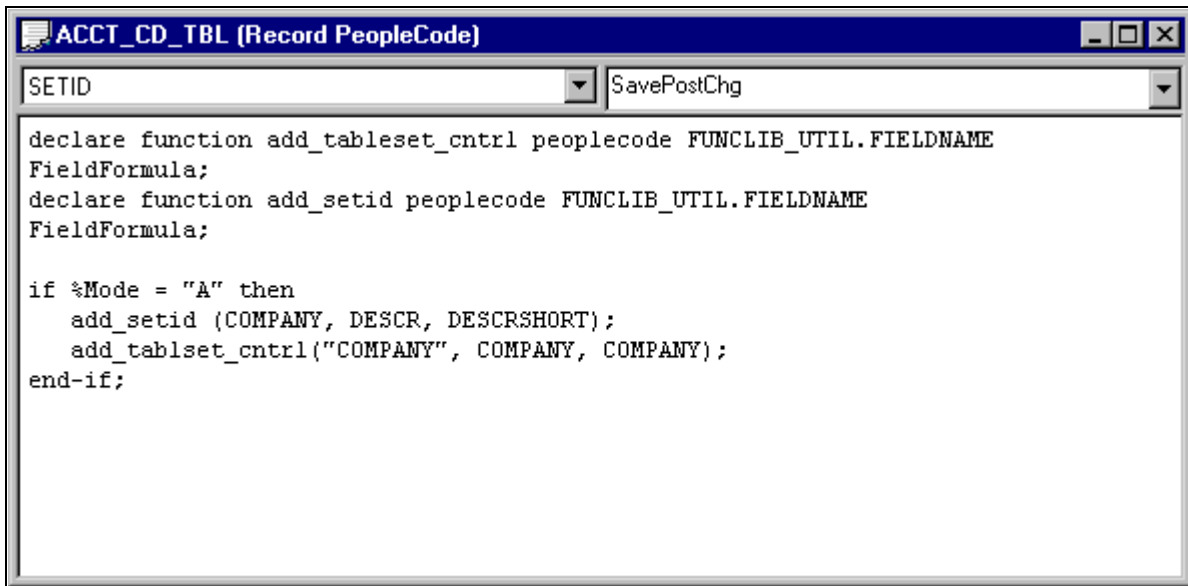 ACCT_CD_TBL (Record PeopleCode)
SETID
SavePostChg
declare function add_tableset_cntrl peoplecode FUNCLIB_UTIL.FIELDNAME
FieldFormula;
declare function add_setid peoplecode FUNCLIB_UTIL.FIELDNAME
FieldFormula;
if %Mode = "A" then
add_setid (COMPANY, DESCR, DESCRSHORT);
add_tablset_cntrl("COMPANY", COMPANY, COMPANY);
end-if;